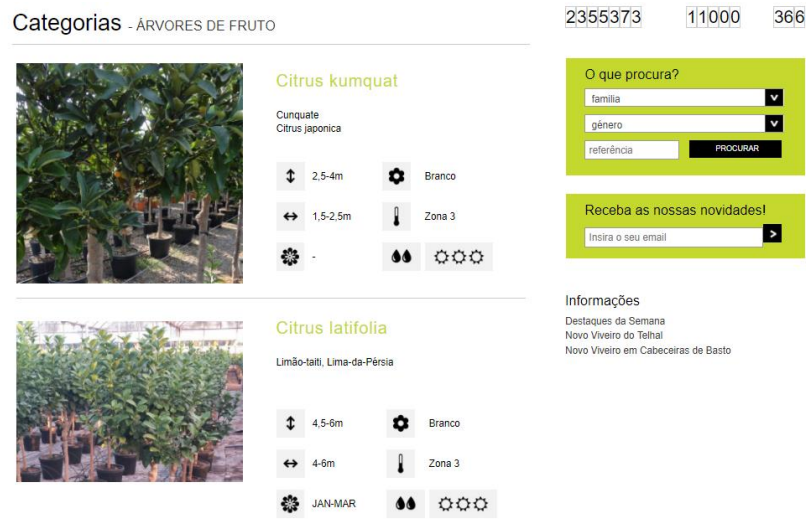 Categorias - ÁRVORES DE FRUTO
2355373 11000 366
Citrus kumquat
Cunquate
Citrus japonica
2,5-4m Branco
1,5-2,5m Zona 3
-
Citrus latifolia
Limão-taiti, Lima-da-Pérsia
4,5-6m Branco
4-6m Zona 3
JAN-MAR
O que procura?
familia
género
referência PROCURAR
Receba as nossas novidades!
Insira o seu email
Informações
Destaques da Semana
Novo Viveiro do Telhal
Novo Viveiro em Cabeceiras de Basto